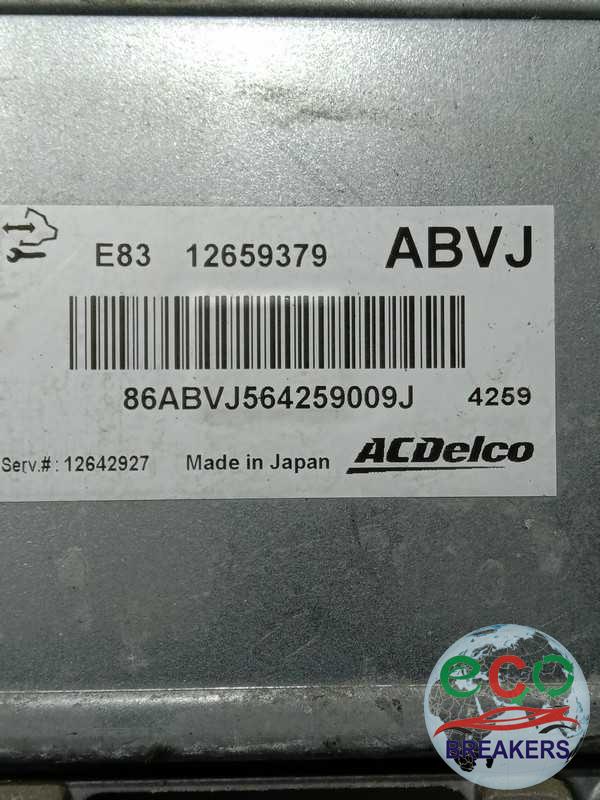 E83 12659379 ABVJ
86ABVJ564259009J 4259
Serv.#: 12642927 Made in Japan ACDelco
eco
BREAKERS